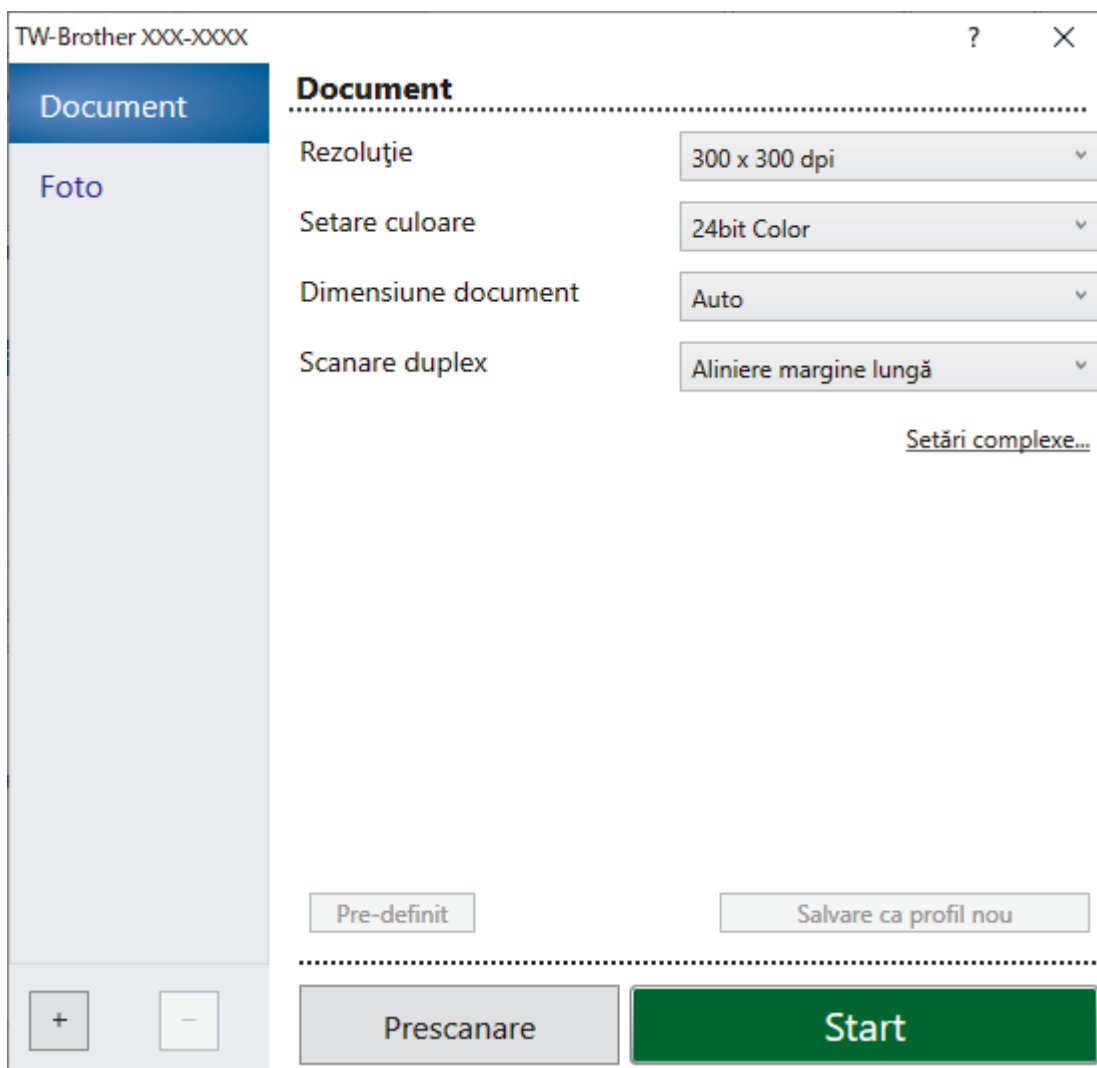 TW-Brother XXX-XXXX ?
Document
Foto
Document
Rezoluţie 300 x 300 dpi
Setare culoare 24bit Color
Dimensiune document Auto
Scanare duplex Aliniere margine lungă
Setări complexe...
Pre-definit Salvare ca profil nou
+ −
Prescanare Start